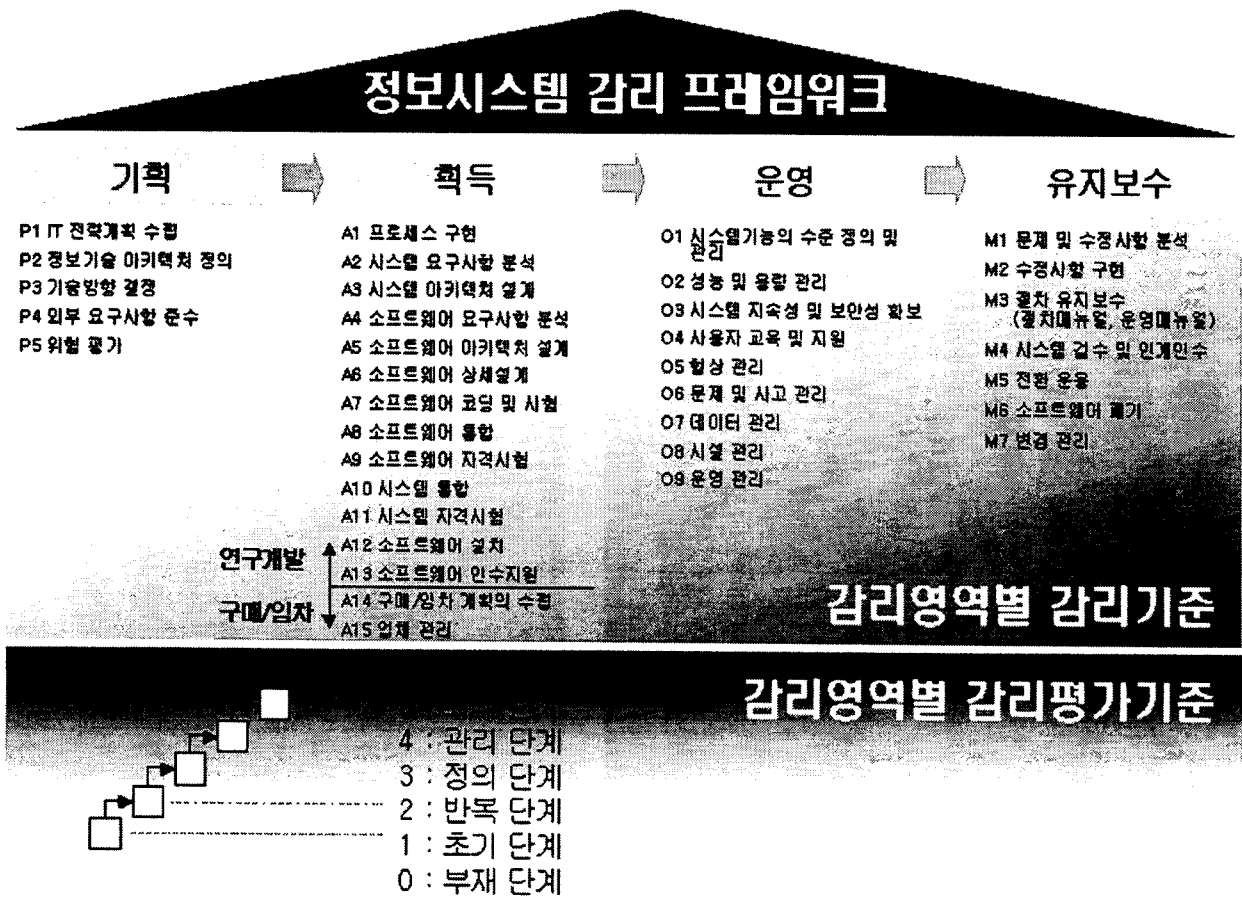 정보시스템 감리 프레임워크
기획
획득
운영
유지보수
P1 IT 전략계획 수립
P2 정보기술 아키텍처 정의
P3 기술방향 결정
P4 외부 요구사항 준수
P5 위험 평가
A1 프로세스 구현
A2 시스템 요구사항 분석
A3 시스템 아키텍처 설계
A4 소프트웨어 요구사항 분석
A5 소프트웨어 아키텍처 설계
A6 소프트웨어 상세설계
A7 소프트웨어 코딩 및 시험
A8 소프트웨어 통합
A9 소프트웨어 자격시험
A10 시스템 통합
A11 시스템 자격시험
A12 소프트웨어 설치
A13 소프트웨어 인수지원
A14 구매/임차 계획의 수립
A15 업체 관리
연구개발
구매/임차
O1 시스템기능의 수준 정의 및
관리
O2 성능 및 용량 관리
O3 시스템 지속성 및 보안성 확보
O4 사용자 교육 및 지원
O5 형상 관리
O6 문제 및 사고 관리
O7 데이터 관리
O8 시설 관리
O9 운영 관리
M1 문제 및 수정사항 분석
M2 수정사항 구현
M3 절차 유지보수
(절차매뉴얼, 운영매뉴얼)
M4 시스템 검수 및 인계인수
M5 전환 운용
M6 소프트웨어 폐기
M7 변경 관리
감리영역별 감리기준
감리영역별 감리평가기준
4 : 관리 단계
3 : 정의 단계
2 : 반복 단계
1 : 초기 단계
0 : 부재 단계